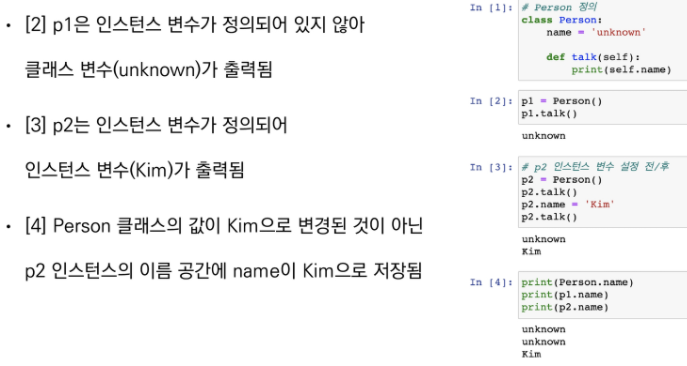 • [2] p1은 인스턴스 변수가 정의되어 있지 않아
클래스 변수(unknown)가 출력됨
• [3] p2는 인스턴스 변수가 정의되어
인스턴스 변수(Kim)가 출력됨
• [4] Person 클래스의 값이 Kim으로 변경된 것이 아닌
p2 인스턴스의 이름 공간에 name이 Kim으로 저장됨
In [1]: # Person 정의
class Person:
    name = 'unknown'

    def talk(self):
        print(self.name)
In [2]: p1 = Person()
p1.talk()
unknown
In [3]: # p2 인스턴스 변수 설정 전/후
p2 = Person()
p2.talk()
p2.name = 'Kim'
p2.talk()
unknown
Kim
In [4]: print(Person.name)
print(p1.name)
print(p2.name)
unknown
unknown
Kim